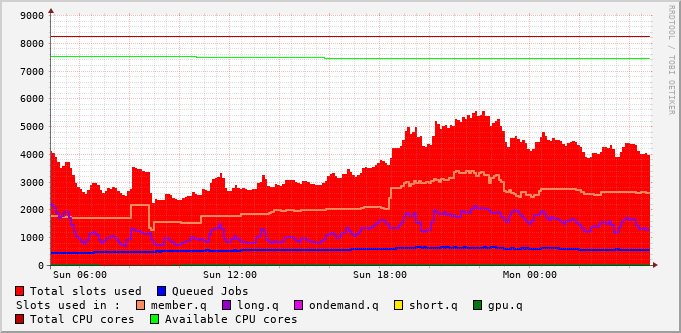 9000
8000
7000
6000
5000
4000
3000
2000
1000
0
Sun 06:00 Sun 12:00 Sun 18:00 Mon 00:00
RRDTOOL / TOBI OETIKER
Total slots used Queued Jobs
Slots used in : member.q long.q ondemand.q short.q gpu.q
Total CPU cores Available CPU cores